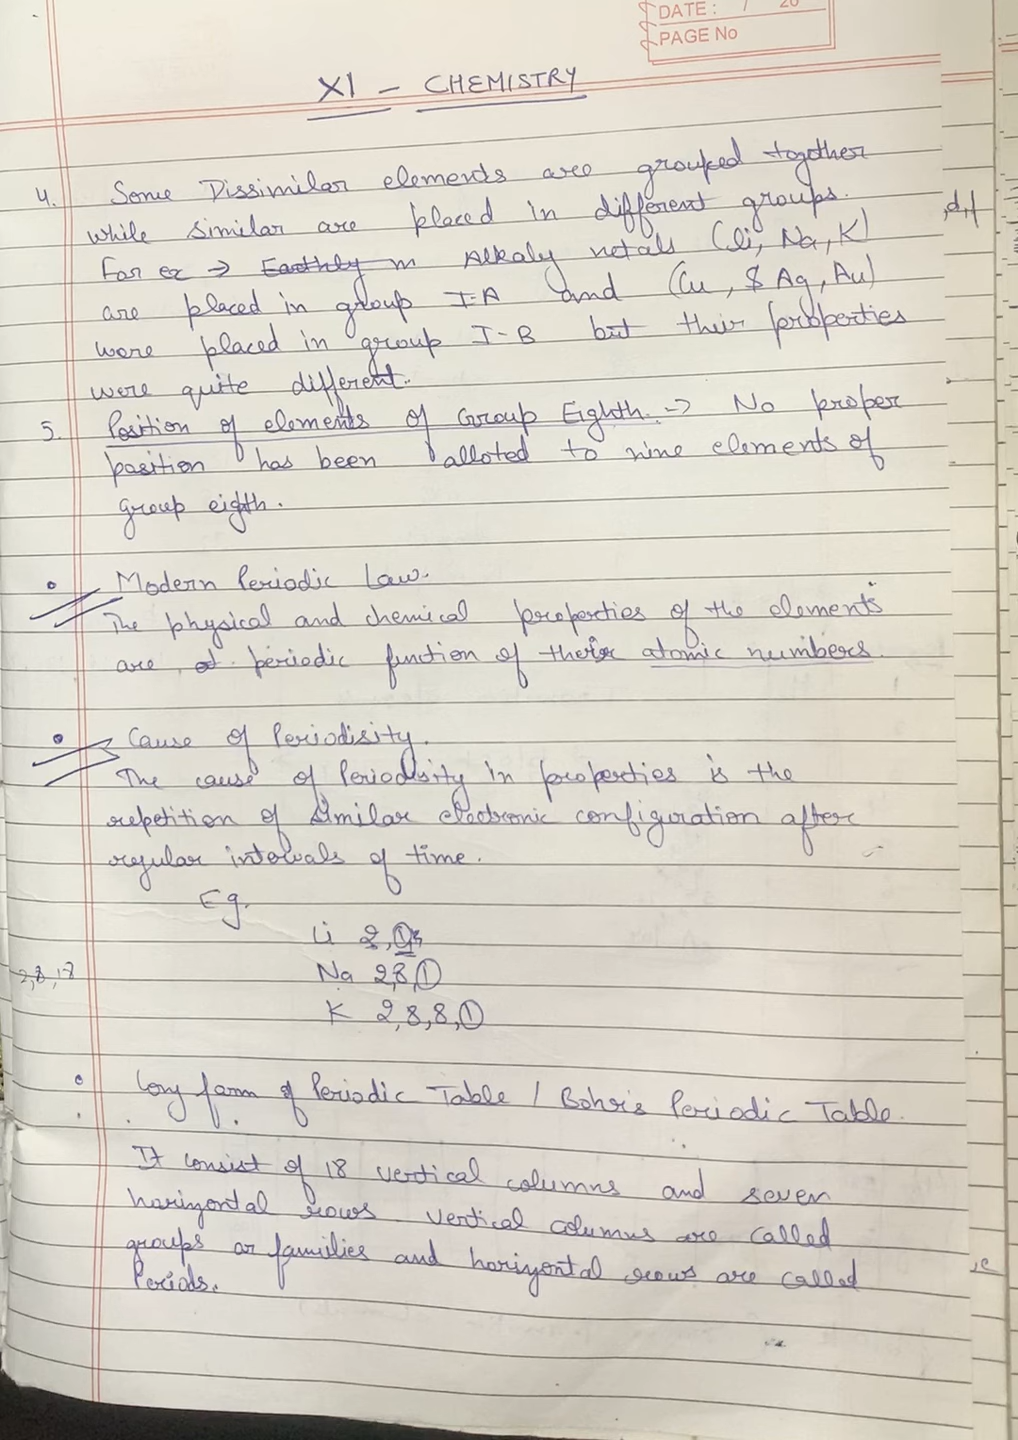 DATE: / 20
PAGE No
XI - CHEMISTRY
4. Some Dissimilar elements are grouped together
while similar are placed in different groups.
For ex → Earthly m Alkaly netals (Li, Na, K)
are placed in group I-A and (Cu, $ Ag, Au)
were placed in group I-B but their properties
were quite different.
5. Position of elements of Group Eighth. → No proper
position has been alloted to nine elements of
group eighth.
Modern Periodic Law.
The physical and chemical properties of the elements
are periodic function of their atomic numbers.
Cause of Periodisity.
The cause of Periodisity in properties is the
repetition of similar electronic configuration after
regular intervals of time.
Eg.
Li 2,1
Na 2,8,1
2,8,18
K 2,8,8,1
Long form of Periodic Table / Bohr's Periodic Table.
It consist of 18 vertical columns and seven
horizontal rows. vertical columns are called
groups or families and horizontal rows are called
Periods.
,d,f